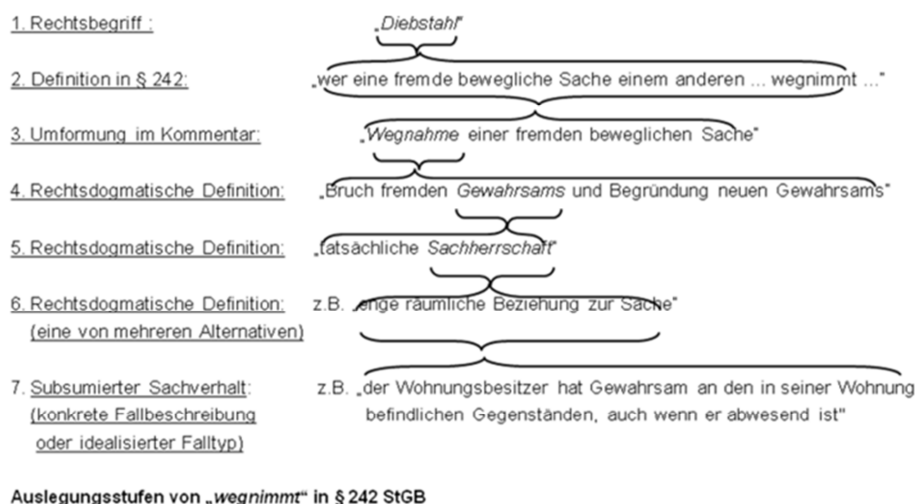 1. Rechtsbegriff : „Diebstahl"
2. Definition in § 242: „wer eine fremde bewegliche Sache einem anderen ... wegnimmt ..."
3. Umformung im Kommentar: „Wegnahme einer fremden beweglichen Sache"
4. Rechtsdogmatische Definition: „Bruch fremden Gewahrsams und Begründung neuen Gewahrsams"
5. Rechtsdogmatische Definition: „tatsächliche Sachherrschaft"
6. Rechtsdogmatische Definition: z.B. „enge räumliche Beziehung zur Sache"
(eine von mehreren Alternativen)
7. Subsumierter Sachverhalt: z.B. „der Wohnungsbesitzer hat Gewahrsam an den in seiner Wohnung
(konkrete Fallbeschreibung befindlichen Gegenständen, auch wenn er abwesend ist"
oder idealisierter Falltyp)
Auslegungsstufen von „wegnimmt" in § 242 StGB